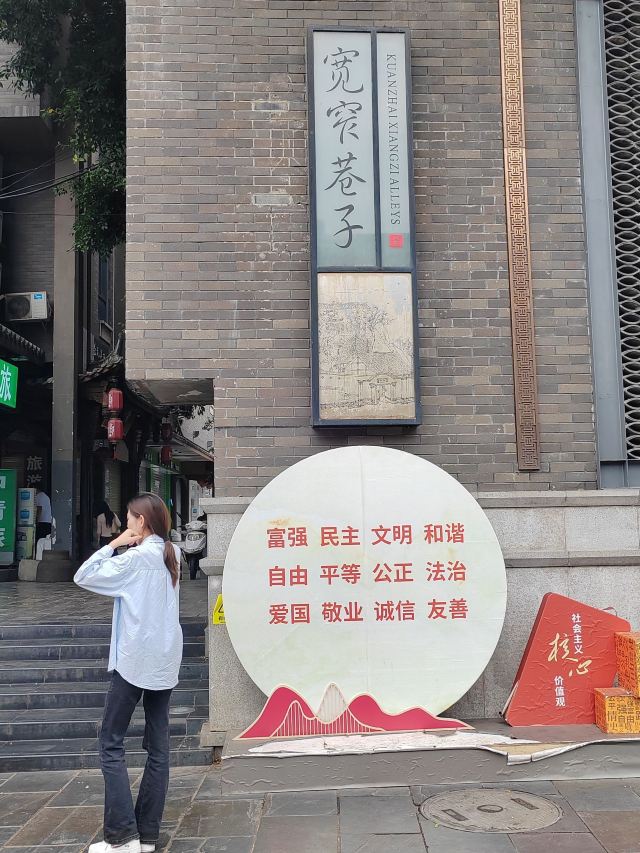 宽窄巷子
KUANZHAI XIANGZI ALLEYS
富强 民主 文明 和谐
自由 平等 公正 法治
爱国 敬业 诚信 友善
社会主义
核心
价值观
旅